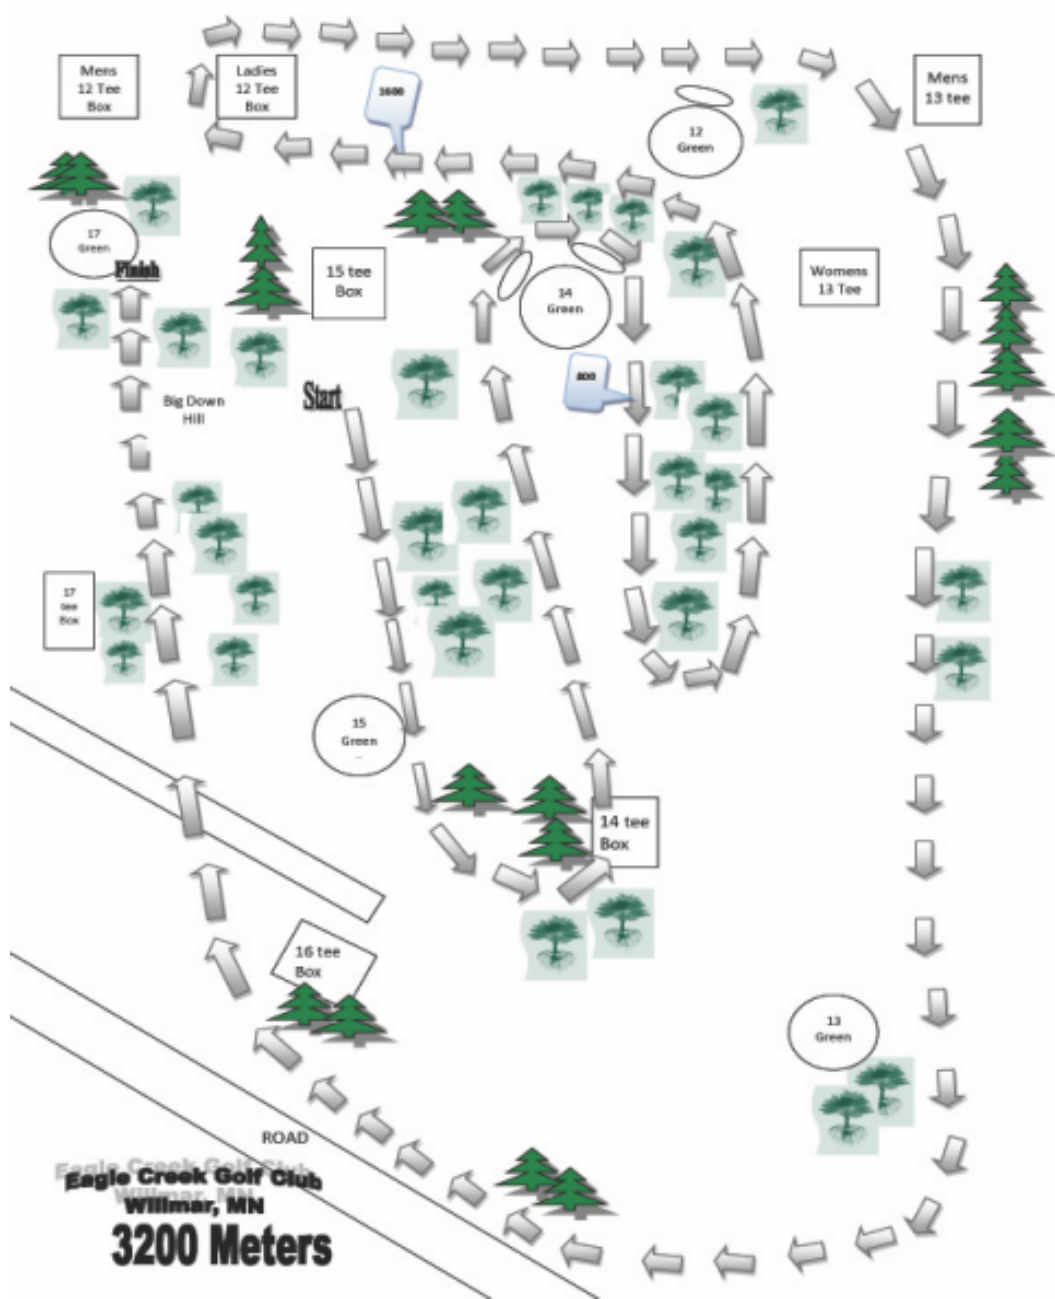 Mens
12 Tee
Box
Ladies
12 Tee
Box
1600
12
Green
Mens
13 tee
17
Green
Finish
15 tee
Box
14
Green
Womens
13 Tee
800
Start
Big Down
Hill
17
tee
Box
15
Green
14 tee
Box
16 tee
Box
13
Green
ROAD
Eagle Creek Golf Club
Willmar, MN
3200 Meters